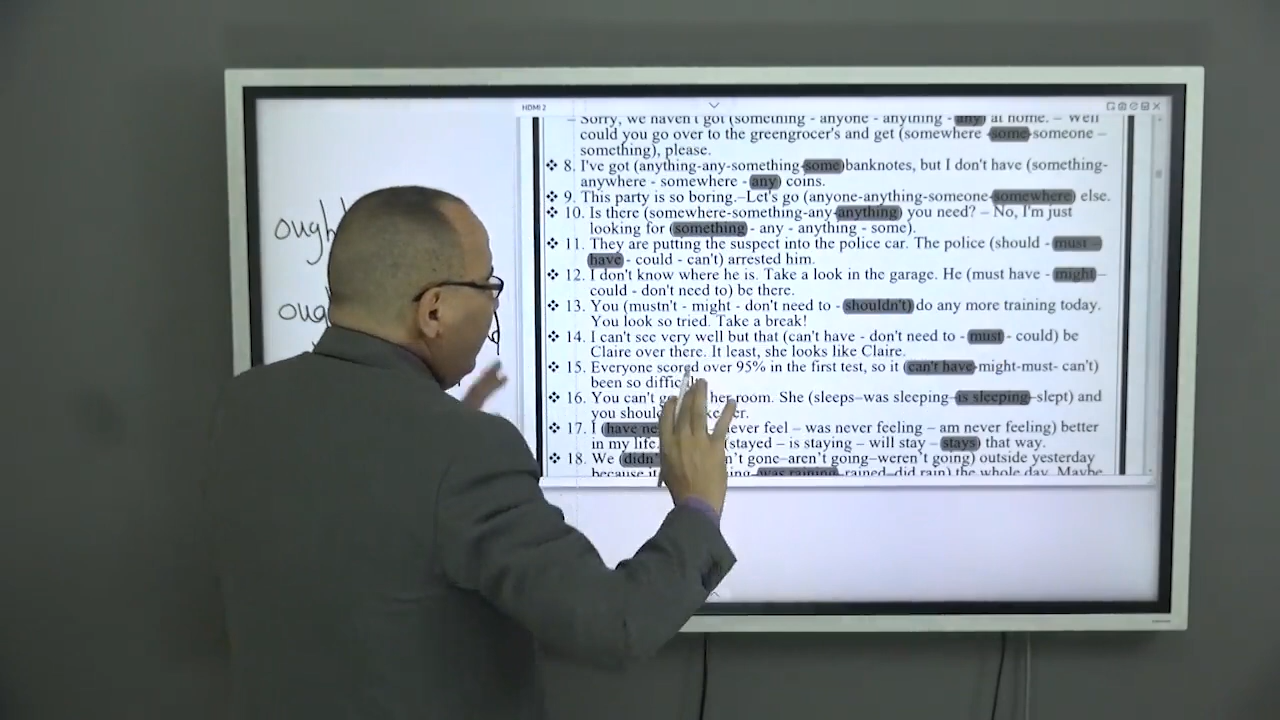 HDMI 2
Sorry, we haven't got (something - anyone - anything - any) at home. – Well
could you go over to the greengrocer's and get (somewhere -some-someone –
something), please.
❖ 8. I've got (anything-any-something-some)banknotes, but I don't have (something-
anywhere - somewhere - any) coins.
❖ 9. This party is so boring.–Let's go (anyone-anything-someone-somewhere) else.
❖ 10. Is there (somewhere-something-any-anything) you need? – No, I'm just
looking for (something - any - anything - some).
❖ 11. They are putting the suspect into the police car. The police (should - must –
have - could - can't) arrested him.
❖ 12. I don't know where he is. Take a look in the garage. He (must have - might–
could - don't need to) be there.
❖ 13. You (mustn't - might - don't need to - shouldn't) do any more training today.
You look so tried. Take a break!
❖ 14. I can't see very well but that (can't have - don't need to - must - could) be
Claire over there. It least, she looks like Claire.
❖ 15. Everyone scored over 95% in the first test, so it (can't have-might-must- can't)
been so
❖ 16. You can't her room. She (sleeps–was sleeping–is sleeping–slept) and
you
❖ 17. I (have never feel – was never feeling – am never feeling) better
in my life. (stayed – is staying – will stay – stays) that way.
❖ 18. We gone–aren't going–weren't going) outside yesterday
because it was raining–rained–did rain) the whole day. Maybe